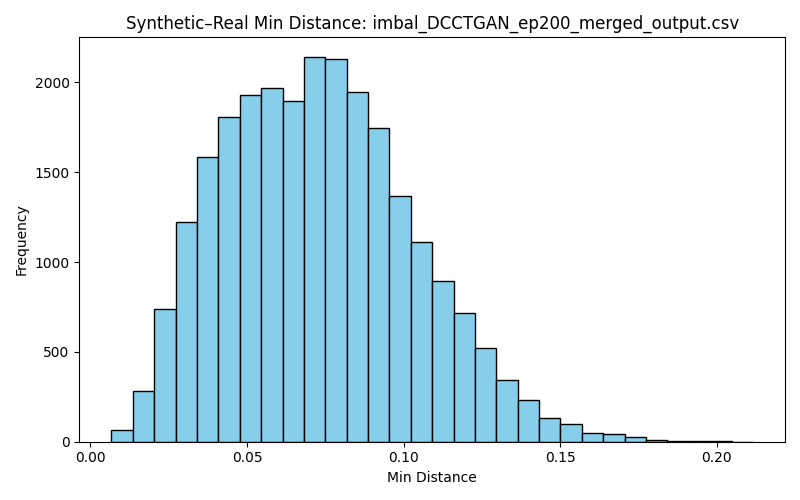 Synthetic–Real Min Distance: imbal_DCCTGAN_ep200_merged_output.csv
2000
1500
1000
500
0
Frequency
0.00 0.05 0.10 0.15 0.20
Min Distance